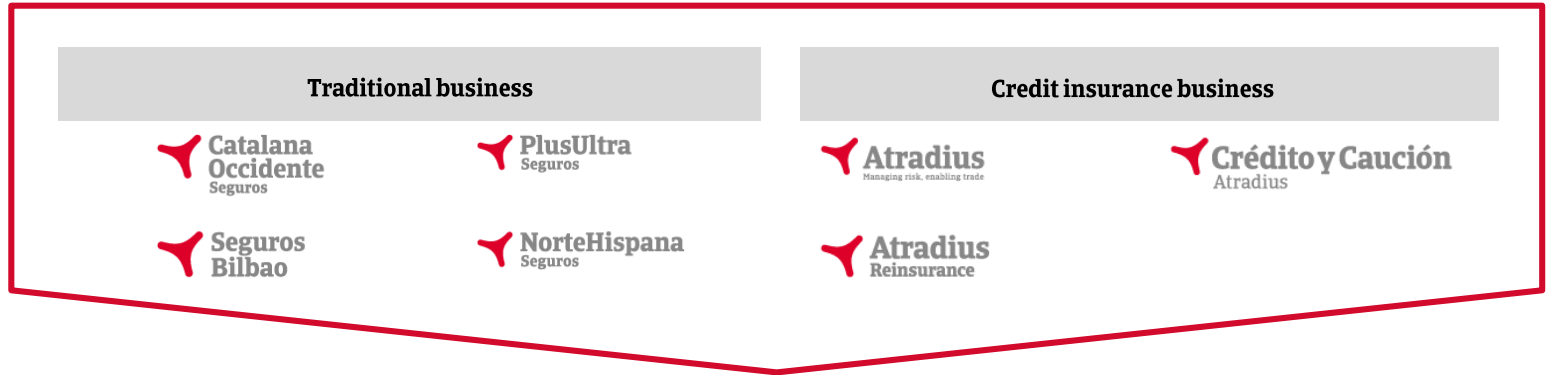 Traditional business
Credit insurance business
Catalana
Occidente
Seguros
PlusUltra
Seguros
Seguros
Bilbao
NorteHispana
Seguros
Atradius
Managing risk, enabling trade
Crédito y Caución
Atradius
Atradius
Reinsurance